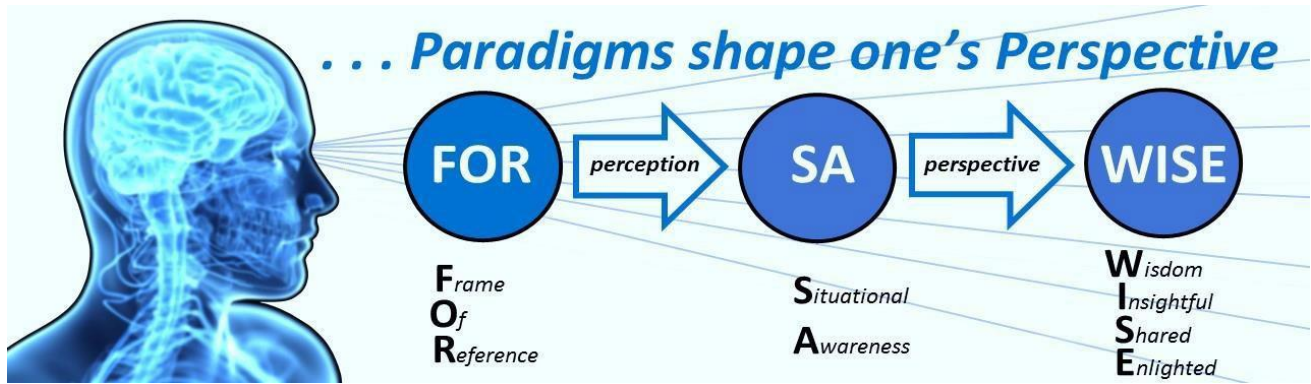 . . . Paradigms shape one's Perspective
FOR
perception
SA
perspective
WISE
Frame
Of
Reference
Situational
Awareness
Wisdom
Insightful
Shared
Enlighted